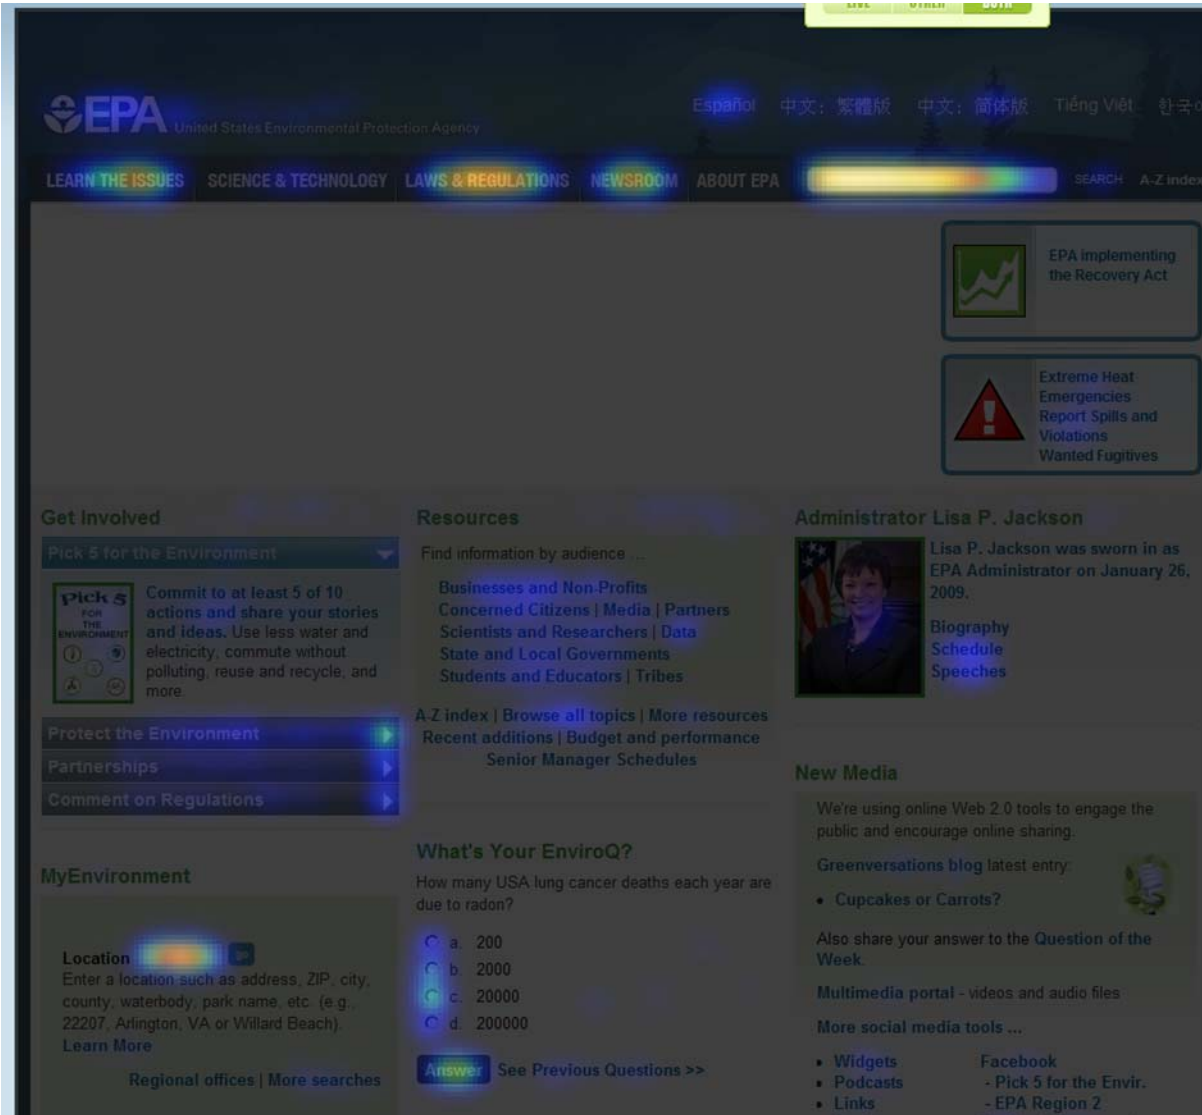 LIVE OTHER BOTH
EPA United States Environmental Protection Agency
Español 中文: 繁體版 中文: 简体版 Tiếng Việt
LEARN THE ISSUES SCIENCE & TECHNOLOGY LAWS & REGULATIONS NEWSROOM ABOUT EPA SEARCH A-Z index
EPA implementing
the Recovery Act
Extreme Heat
Emergencies
Report Spills and
Violations
Wanted Fugitives
Get Involved
Pick 5 for the Environment
Pick 5
FOR
THE
ENVIRONMENT
Commit to at least 5 of 10
actions and share your stories
and ideas. Use less water and
electricity, commute without
polluting, reuse and recycle, and
more.
Protect the Environment
Partnerships
Comment on Regulations
MyEnvironment
Location
Enter a location such as address, ZIP, city,
county, waterbody, park name, etc. (e.g.,
22207, Arlington, VA or Willard Beach).
Learn More
Regional offices | More searches
Resources
Find information by audience ...
Businesses and Non-Profits
Concerned Citizens | Media | Partners
Scientists and Researchers | Data
State and Local Governments
Students and Educators | Tribes
A-Z index | Browse all topics | More resources
Recent additions | Budget and performance
Senior Manager Schedules
What's Your EnviroQ?
How many USA lung cancer deaths each year are
due to radon?
a. 200
b. 2000
c. 20000
d. 200000
Answer See Previous Questions >>
Administrator Lisa P. Jackson
Lisa P. Jackson was sworn in as
EPA Administrator on January 26,
2009.
Biography
Schedule
Speeches
New Media
We're using online Web 2.0 tools to engage the
public and encourage online sharing.
Greenversations blog latest entry:
• Cupcakes or Carrots?
Also share your answer to the Question of the
Week.
Multimedia portal - videos and audio files
More social media tools ...
• Widgets
• Podcasts
• Links
Facebook
- Pick 5 for the Envir.
- EPA Region 2